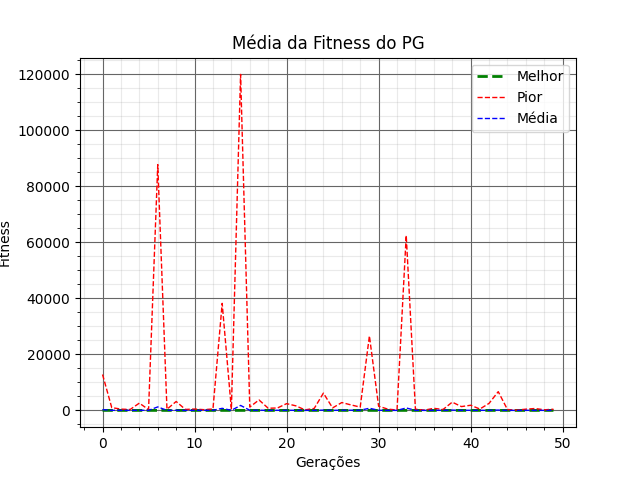 Média da Fitness do PG
Melhor
Pior
Média
120000
100000
80000
60000
40000
20000
0
Fitness
0 10 20 30 40 50
Gerações